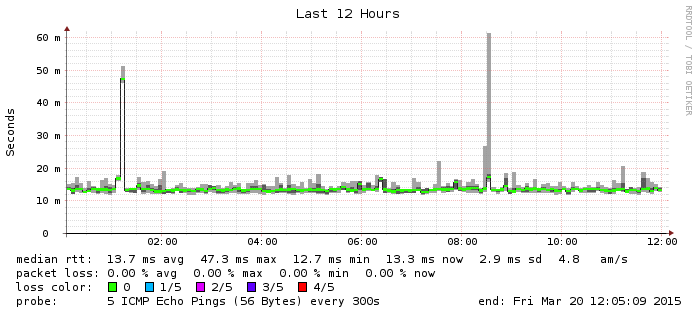 Last 12 Hours
RRDTOOL / TOBI OETIKER
Seconds
60 m
50 m
40 m
30 m
20 m
10 m
0
02:00 04:00 06:00 08:00 10:00 12:00
median rtt: 13.7 ms avg 47.3 ms max 12.7 ms min 13.3 ms now 2.9 ms sd 4.8 am/s
packet loss: 0.00 % avg 0.00 % max 0.00 % min 0.00 % now
loss color: 0 1/5 2/5 3/5 4/5
probe: 5 ICMP Echo Pings (56 Bytes) every 300s end: Fri Mar 20 12:05:09 2015